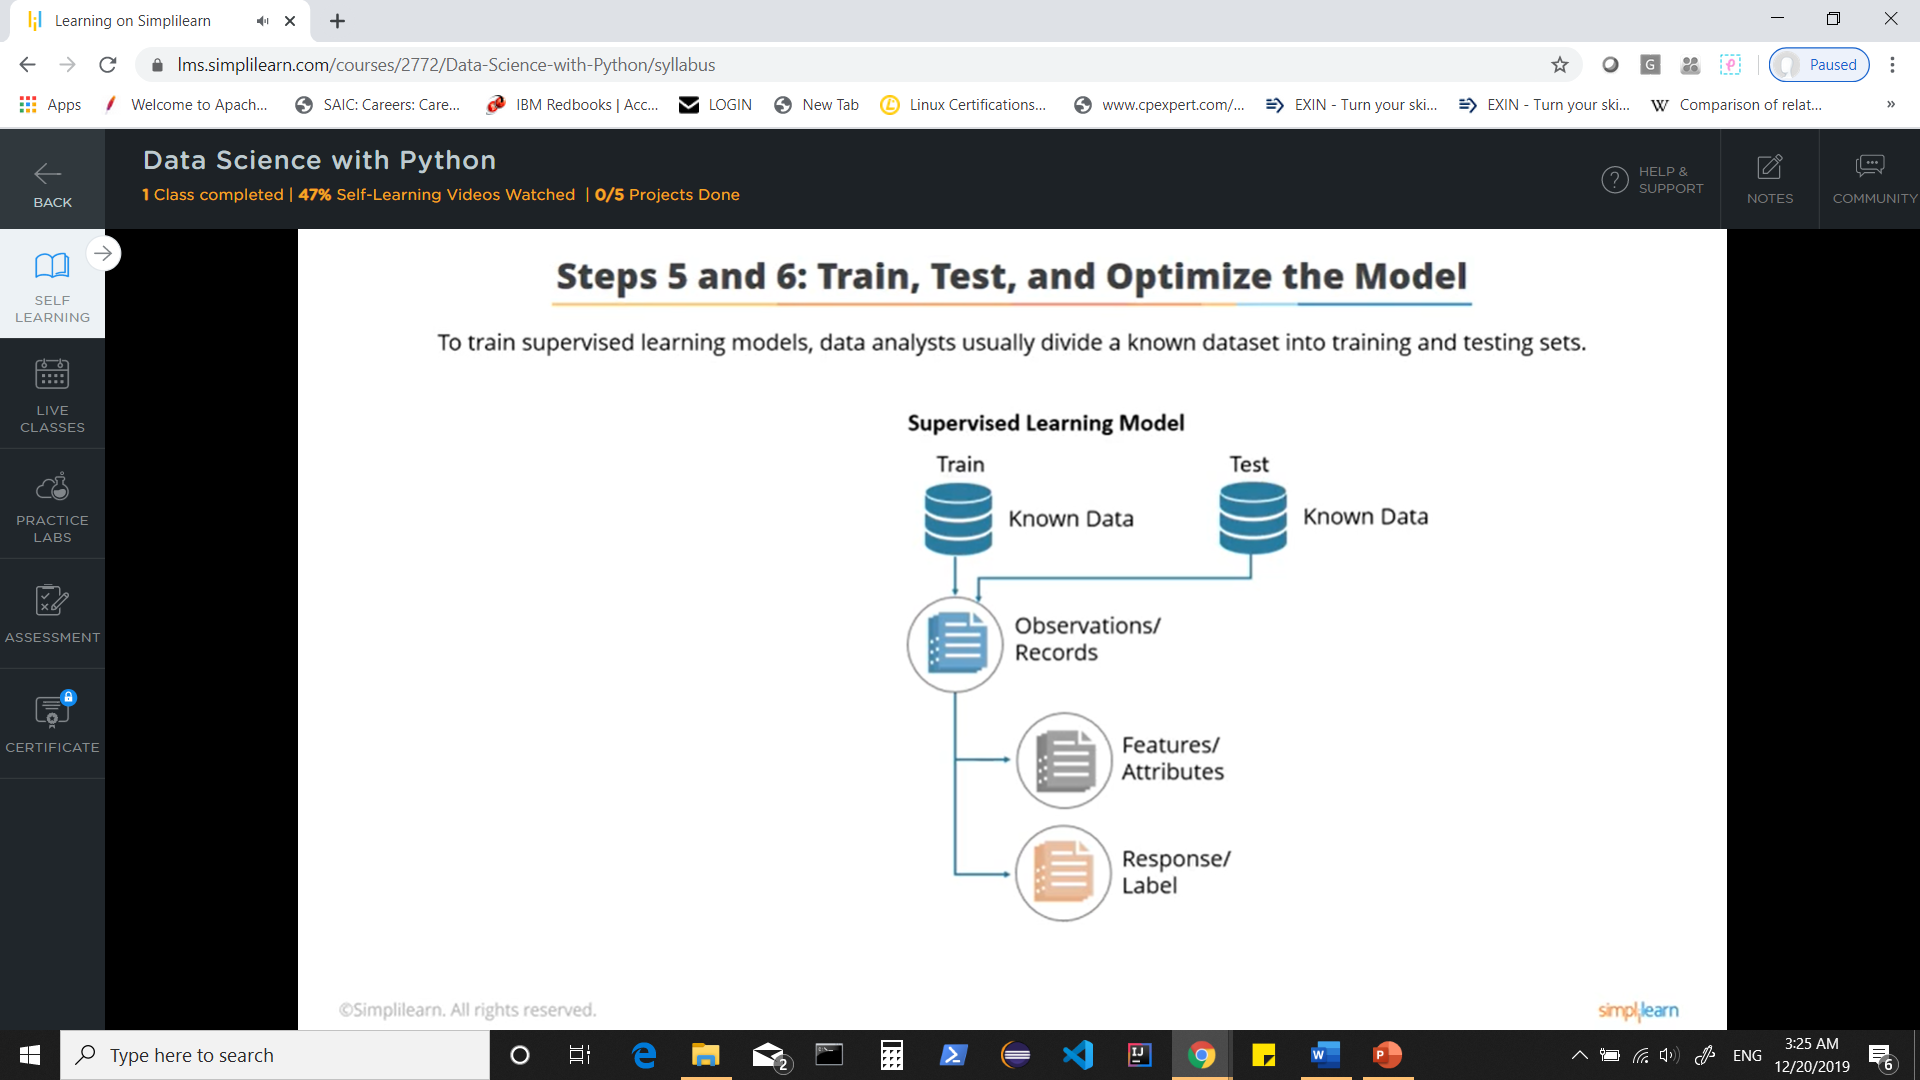 Learning on Simplilearn
lms.simplilearn.com/courses/2772/Data-Science-with-Python/syllabus
G
Paused
Apps
Welcome to Apach...
SAIC: Careers: Care...
IBM Redbooks | Acc...
LOGIN
New Tab
Linux Certifications...
www.cpexpert.com/...
EXIN - Turn your ski...
EXIN - Turn your ski...
W
Comparison of relat...
»
BACK
Data Science with Python
1 Class completed | 47% Self-Learning Videos Watched | 0/5 Projects Done
HELP &
SUPPORT
NOTES
COMMUNITY
SELF
LEARNING
LIVE
CLASSES
PRACTICE
LABS
ASSESSMENT
CERTIFICATE
Steps 5 and 6: Train, Test, and Optimize the Model
To train supervised learning models, data analysts usually divide a known dataset into training and testing sets.
Supervised Learning Model
Train
Test
Known Data
Known Data
Observations/
Records
Features/
Attributes
Response/
Label
©Simplilearn. All rights reserved.
simplilearn
Type here to search
2
IJ
W
P
ENG
3:25 AM
12/20/2019
6